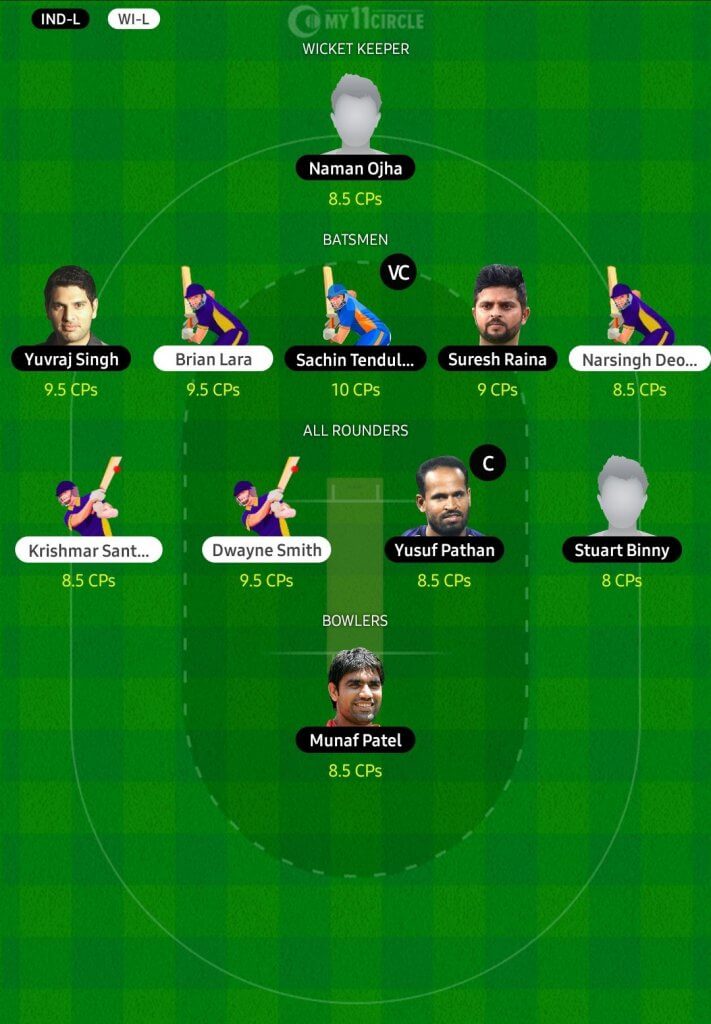 IND-L WI-L MY11CIRCLE
WICKET KEEPER
Naman Ojha
8.5 CPs
BATSMEN
VC
Yuvraj Singh Brian Lara Sachin Tendul... Suresh Raina Narsingh Deo...
9.5 CPs 9.5 CPs 10 CPs 9 CPs 8.5 CPs
ALL ROUNDERS
C
Krishmar Sant... Dwayne Smith Yusuf Pathan Stuart Binny
8.5 CPs 9.5 CPs 8.5 CPs 8 CPs
BOWLERS
Munaf Patel
8.5 CPs